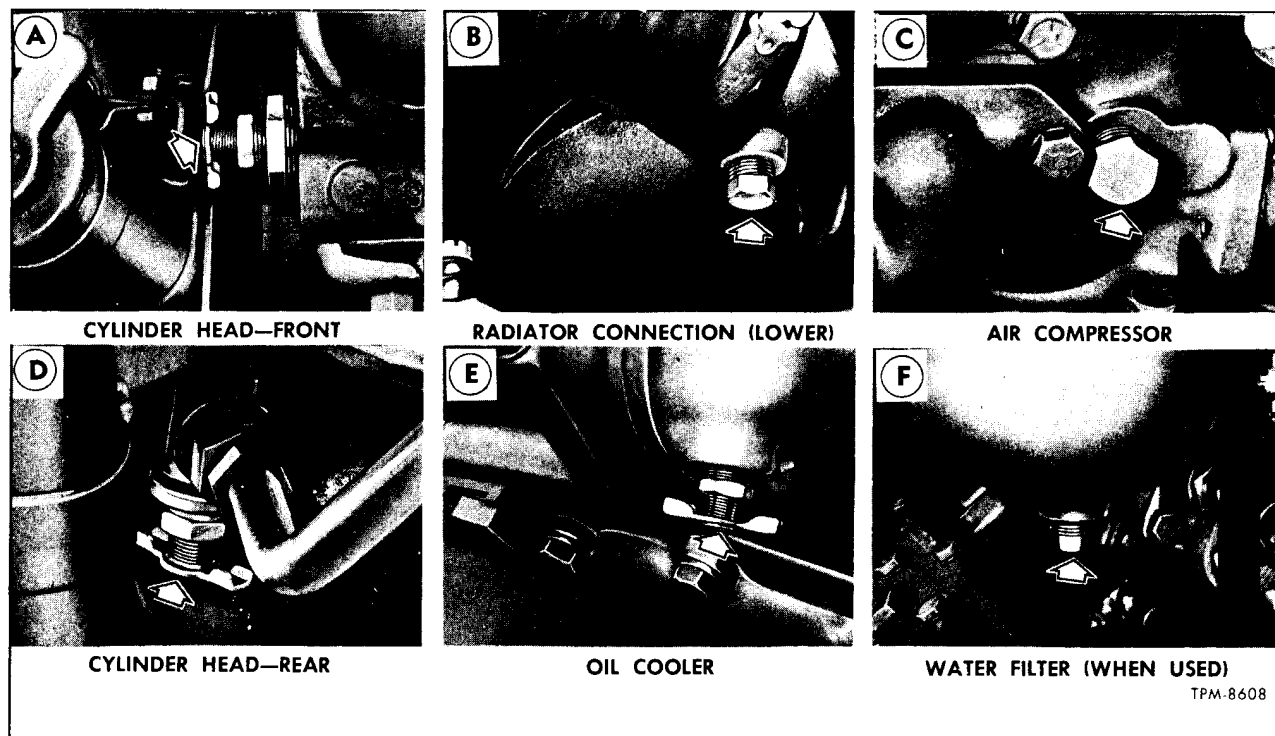 A
B
C
CYLINDER HEAD—FRONT
RADIATOR CONNECTION (LOWER)
AIR COMPRESSOR
D
E
F
CYLINDER HEAD—REAR
OIL COOLER
WATER FILTER (WHEN USED)
TPM-8608